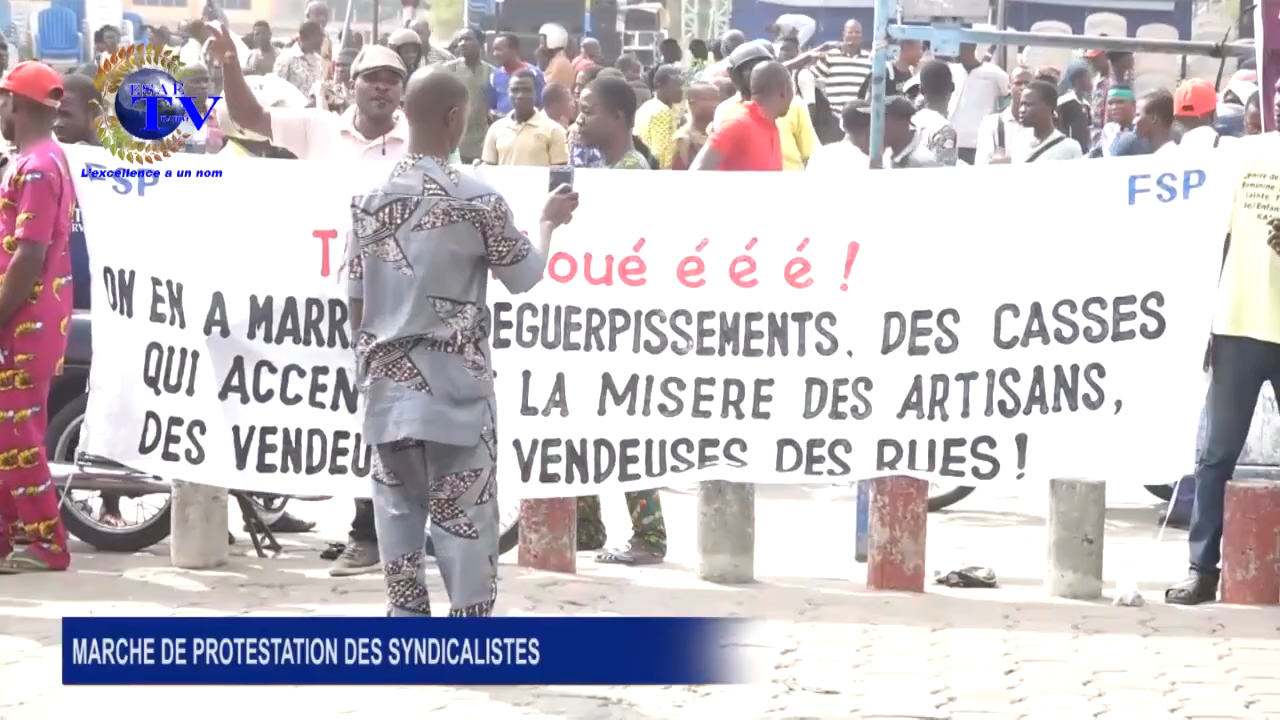 ESAE
TV
L'excellence a un nom
FSP
FSP
oué é é é !
ON EN A MARR EGUERPISSEMENTS. DES CASSES
QUI ACCEN LA MISERE DES ARTISANS,
DES VENDEU VENDEUSES DES RUES !
MARCHE DE PROTESTATION DES SYNDICALISTES